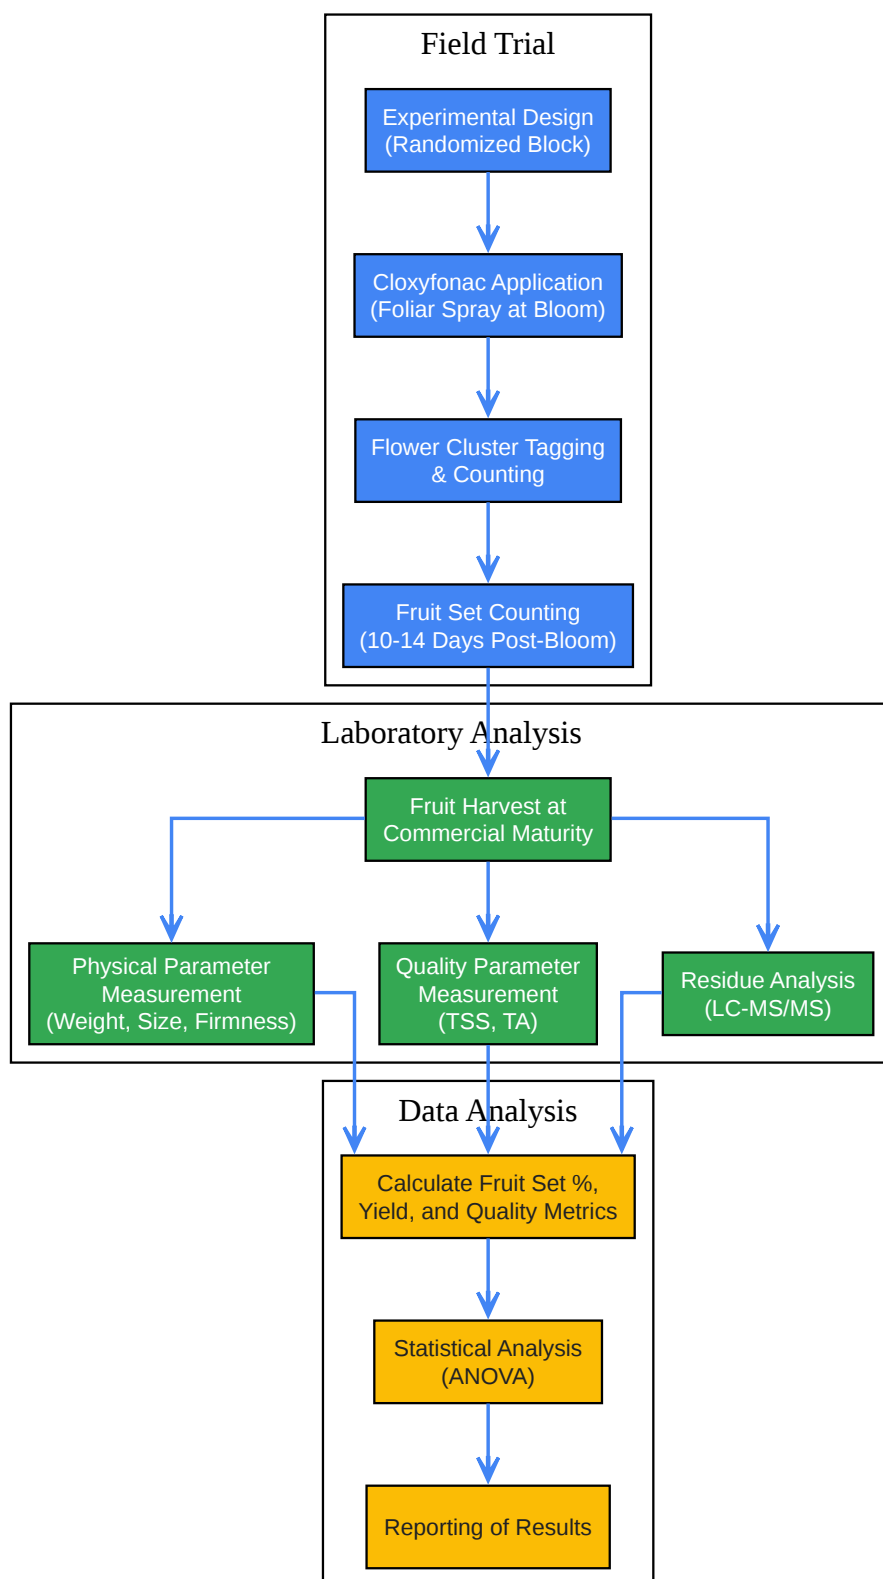 Field Trial
Experimental Design
(Randomized Block)
Cloxyfonac Application
(Foliar Spray at Bloom)
Flower Cluster Tagging
& Counting
Fruit Set Counting
(10-14 Days Post-Bloom)
Laboratory Analysis
Fruit Harvest at
Commercial Maturity
Physical Parameter
Measurement
(Weight, Size, Firmness)
Quality Parameter
Measurement
(TSS, TA)
Residue Analysis
(LC-MS/MS)
Data Analysis
Calculate Fruit Set %,
Yield, and Quality Metrics
Statistical Analysis
(ANOVA)
Reporting of Results